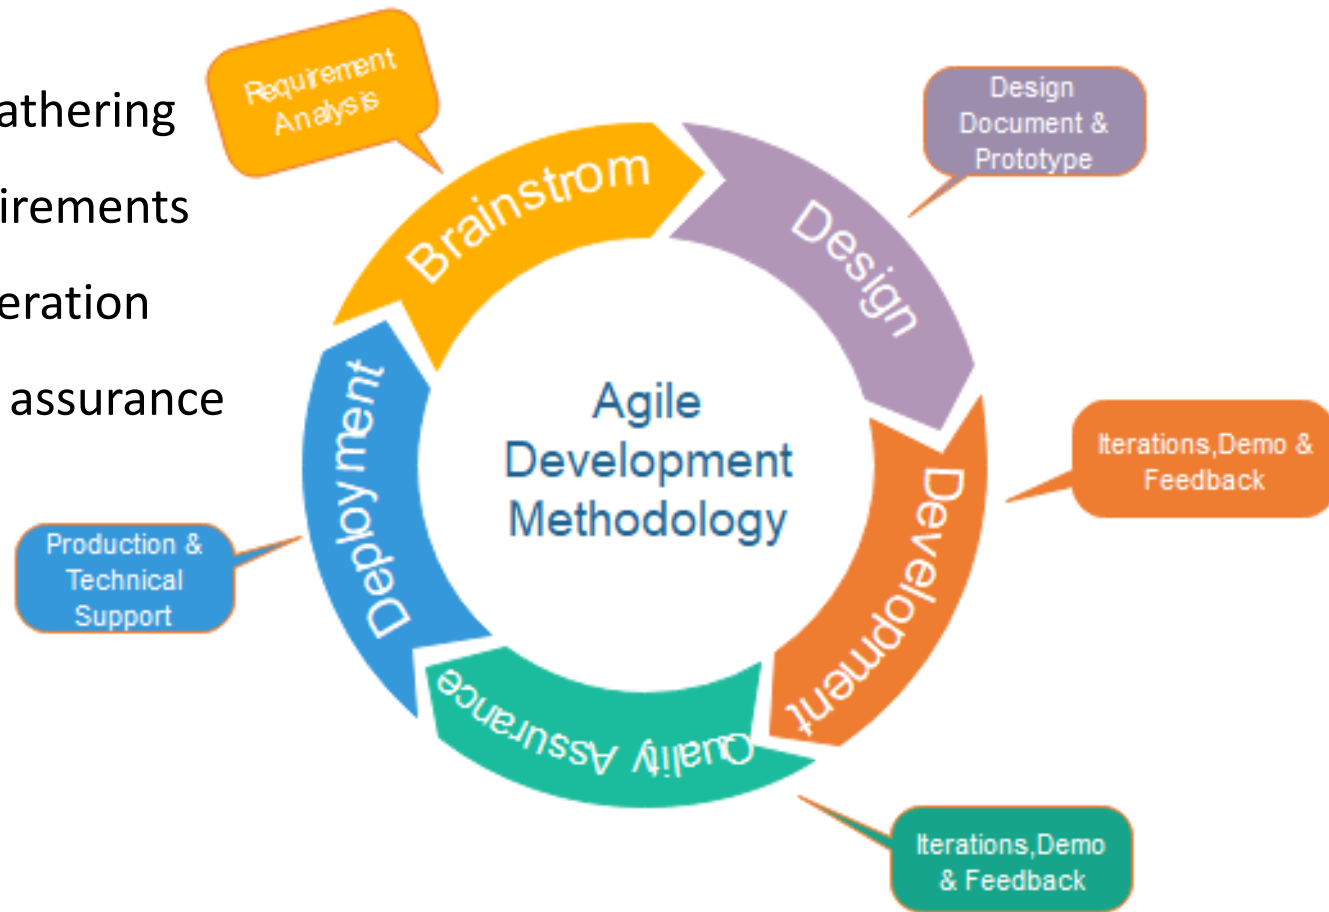 athering
irements
eration
assurance
Requirement
Analysis
Brainstrom
Design
Document &
Prototype
Design
Iterations,Demo &
Feedback
Development
Iterations,Demo
& Feedback
Quality Assurance
Production &
Technical
Support
Deployment
Agile
Development
Methodology